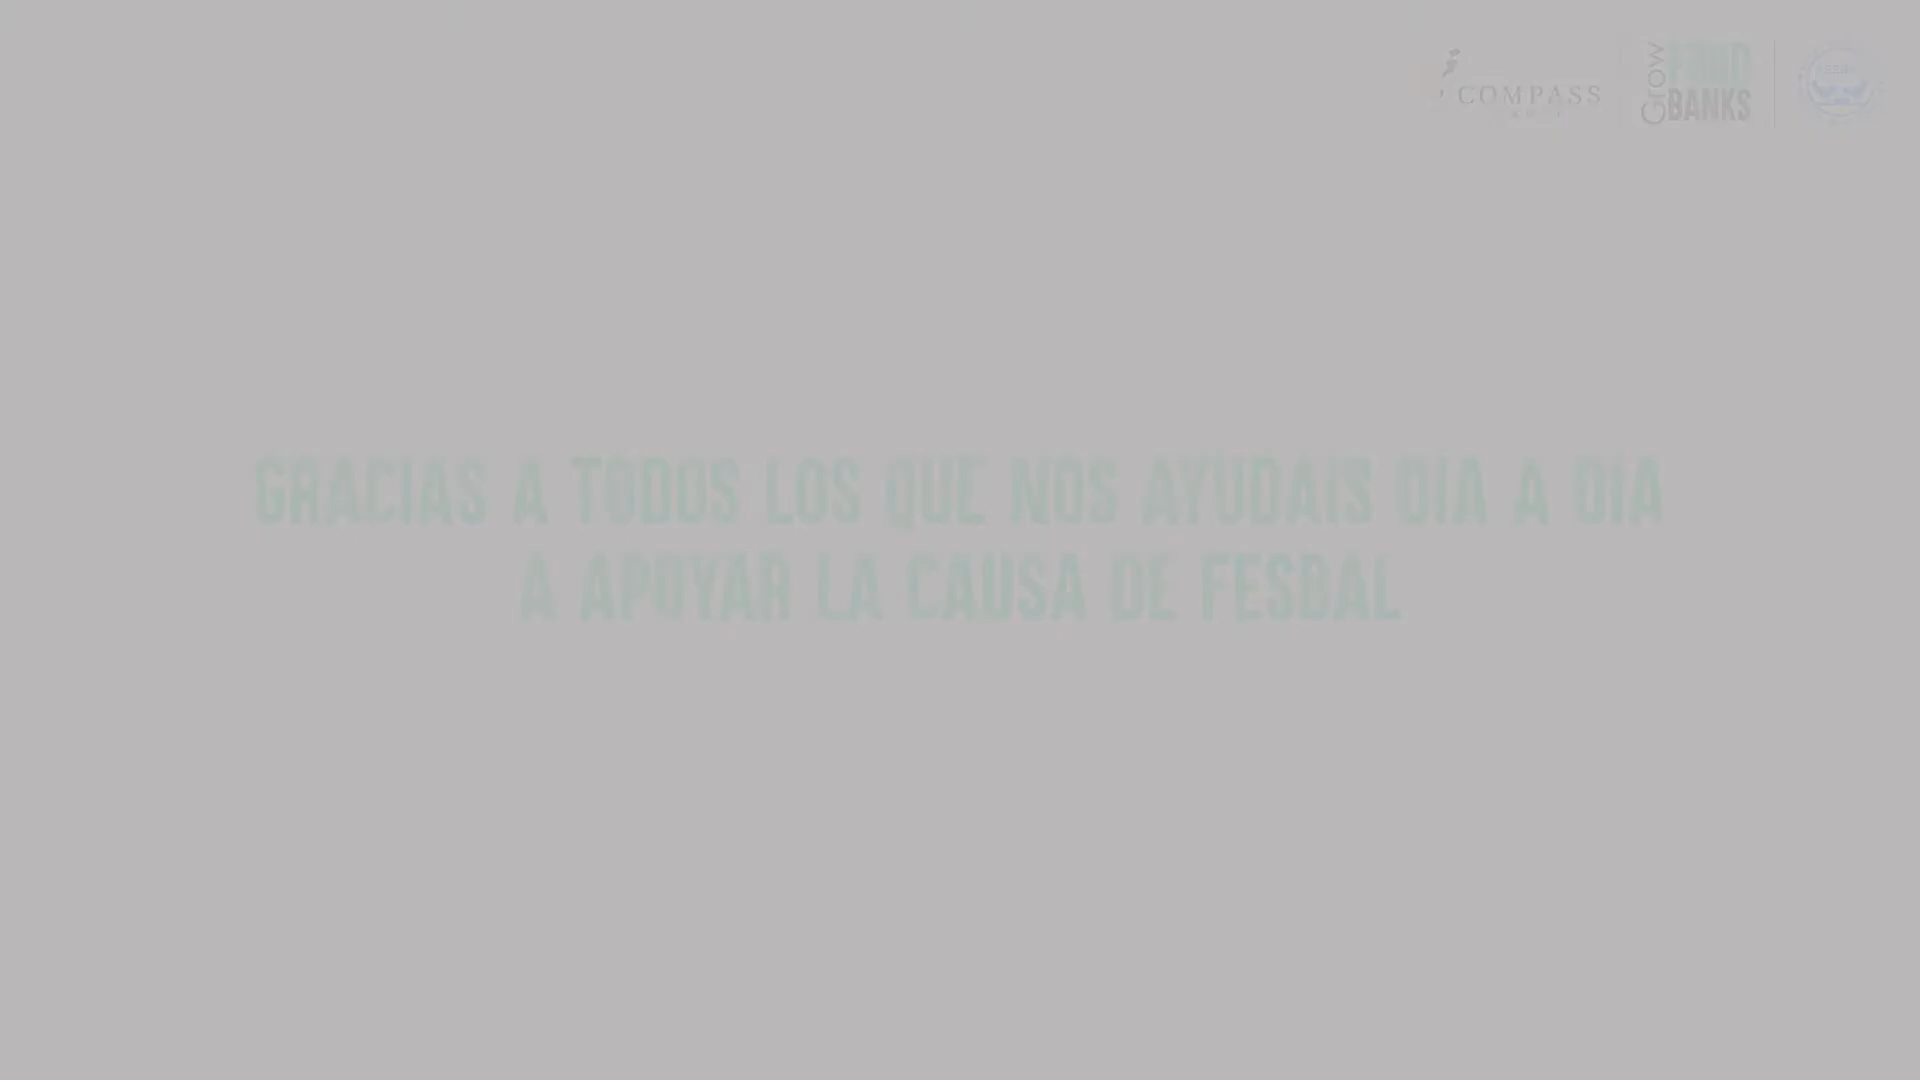 COMPASS
Grow
FOOD
BANKS
GRACIAS A TODOS LOS QUE NOS AYUDAIS DIA A DIA
A APOYAR LA CAUSA DE FESBAL